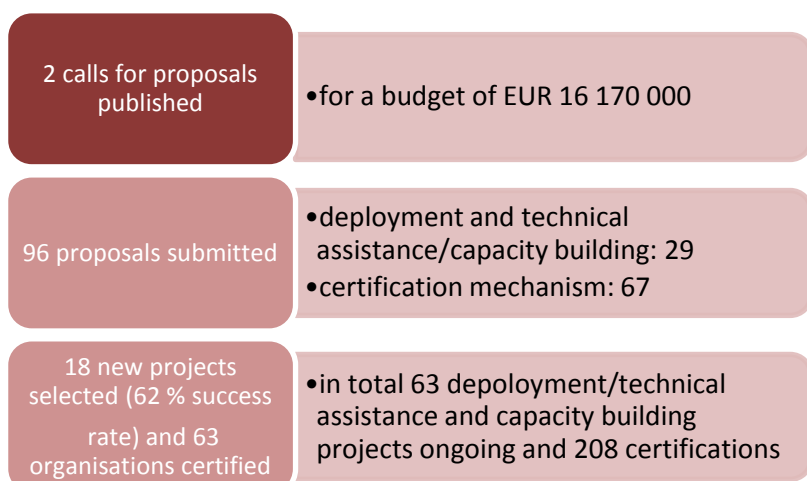 2 calls for proposals
published
•for a budget of EUR 16 170 000
96 proposals submitted
•deployment and technical
assistance/capacity building: 29
•certification mechanism: 67
18 new projects
selected (62 % success
rate) and 63
organisations certified
•in total 63 depoloyment/technical
assistance and capacity building
projects ongoing and 208 certifications